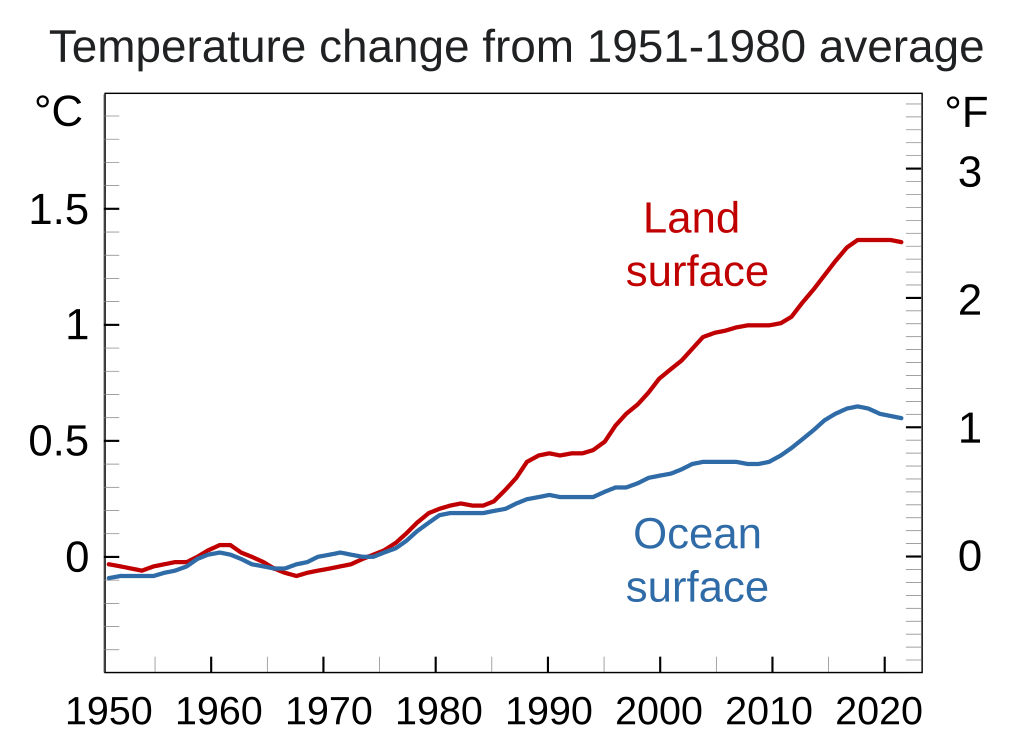 Temperature change from 1951-1980 average
°C
°F
3
1.5
Land
surface
2
1
1
0.5
Ocean
surface
0
0
1950 1960 1970 1980 1990 2000 2010 2020